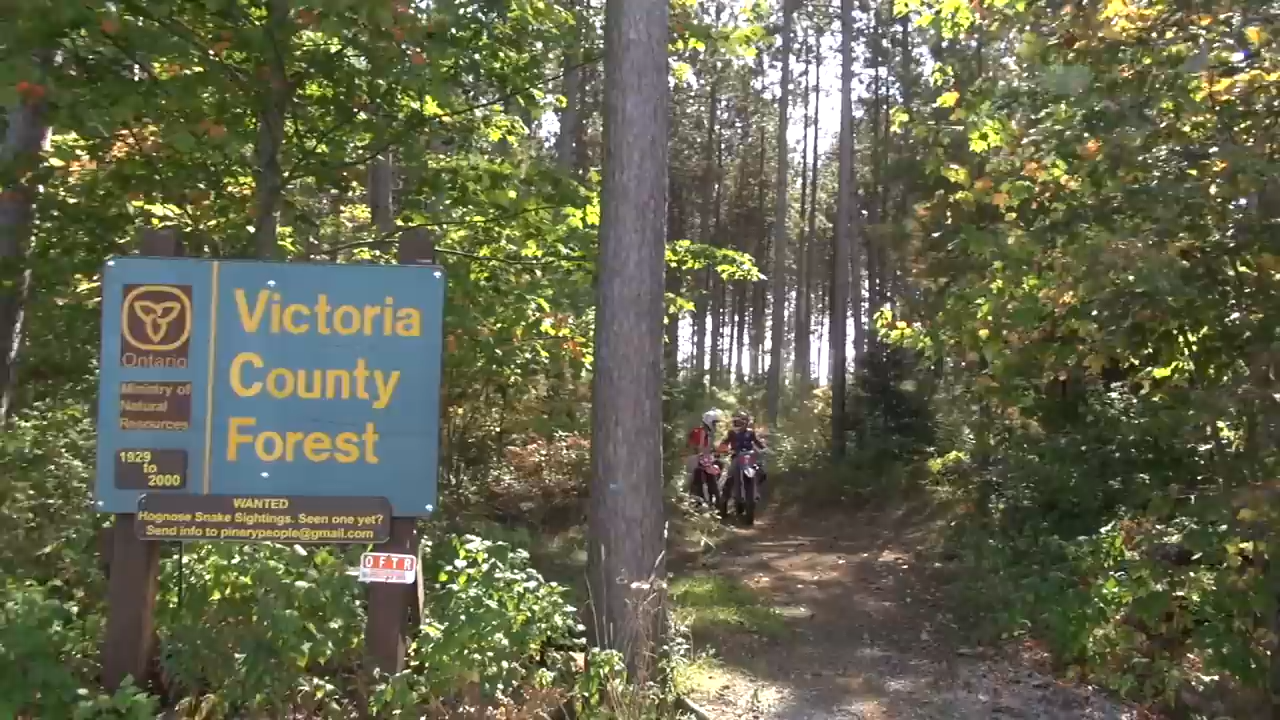 Victoria
County
Forest
Ontario
Ministry of
Natural
Resources
1929
to
2000
WANTED
Hognose Snake Sightings. Seen one yet?
Send info to pinerypeople@gmail.com
OFTR